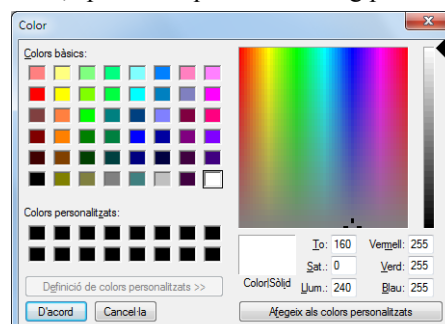 Color
Colors bàsics:
Colors personalitzats:
Definició de colors personalitzats >>
D'acord
Cancel·la
Color|Sòlid
To: 160
Sat.: 0
Llum.: 240
Vermell: 255
Verd: 255
Blau: 255
Afegeix als colors personalitzats